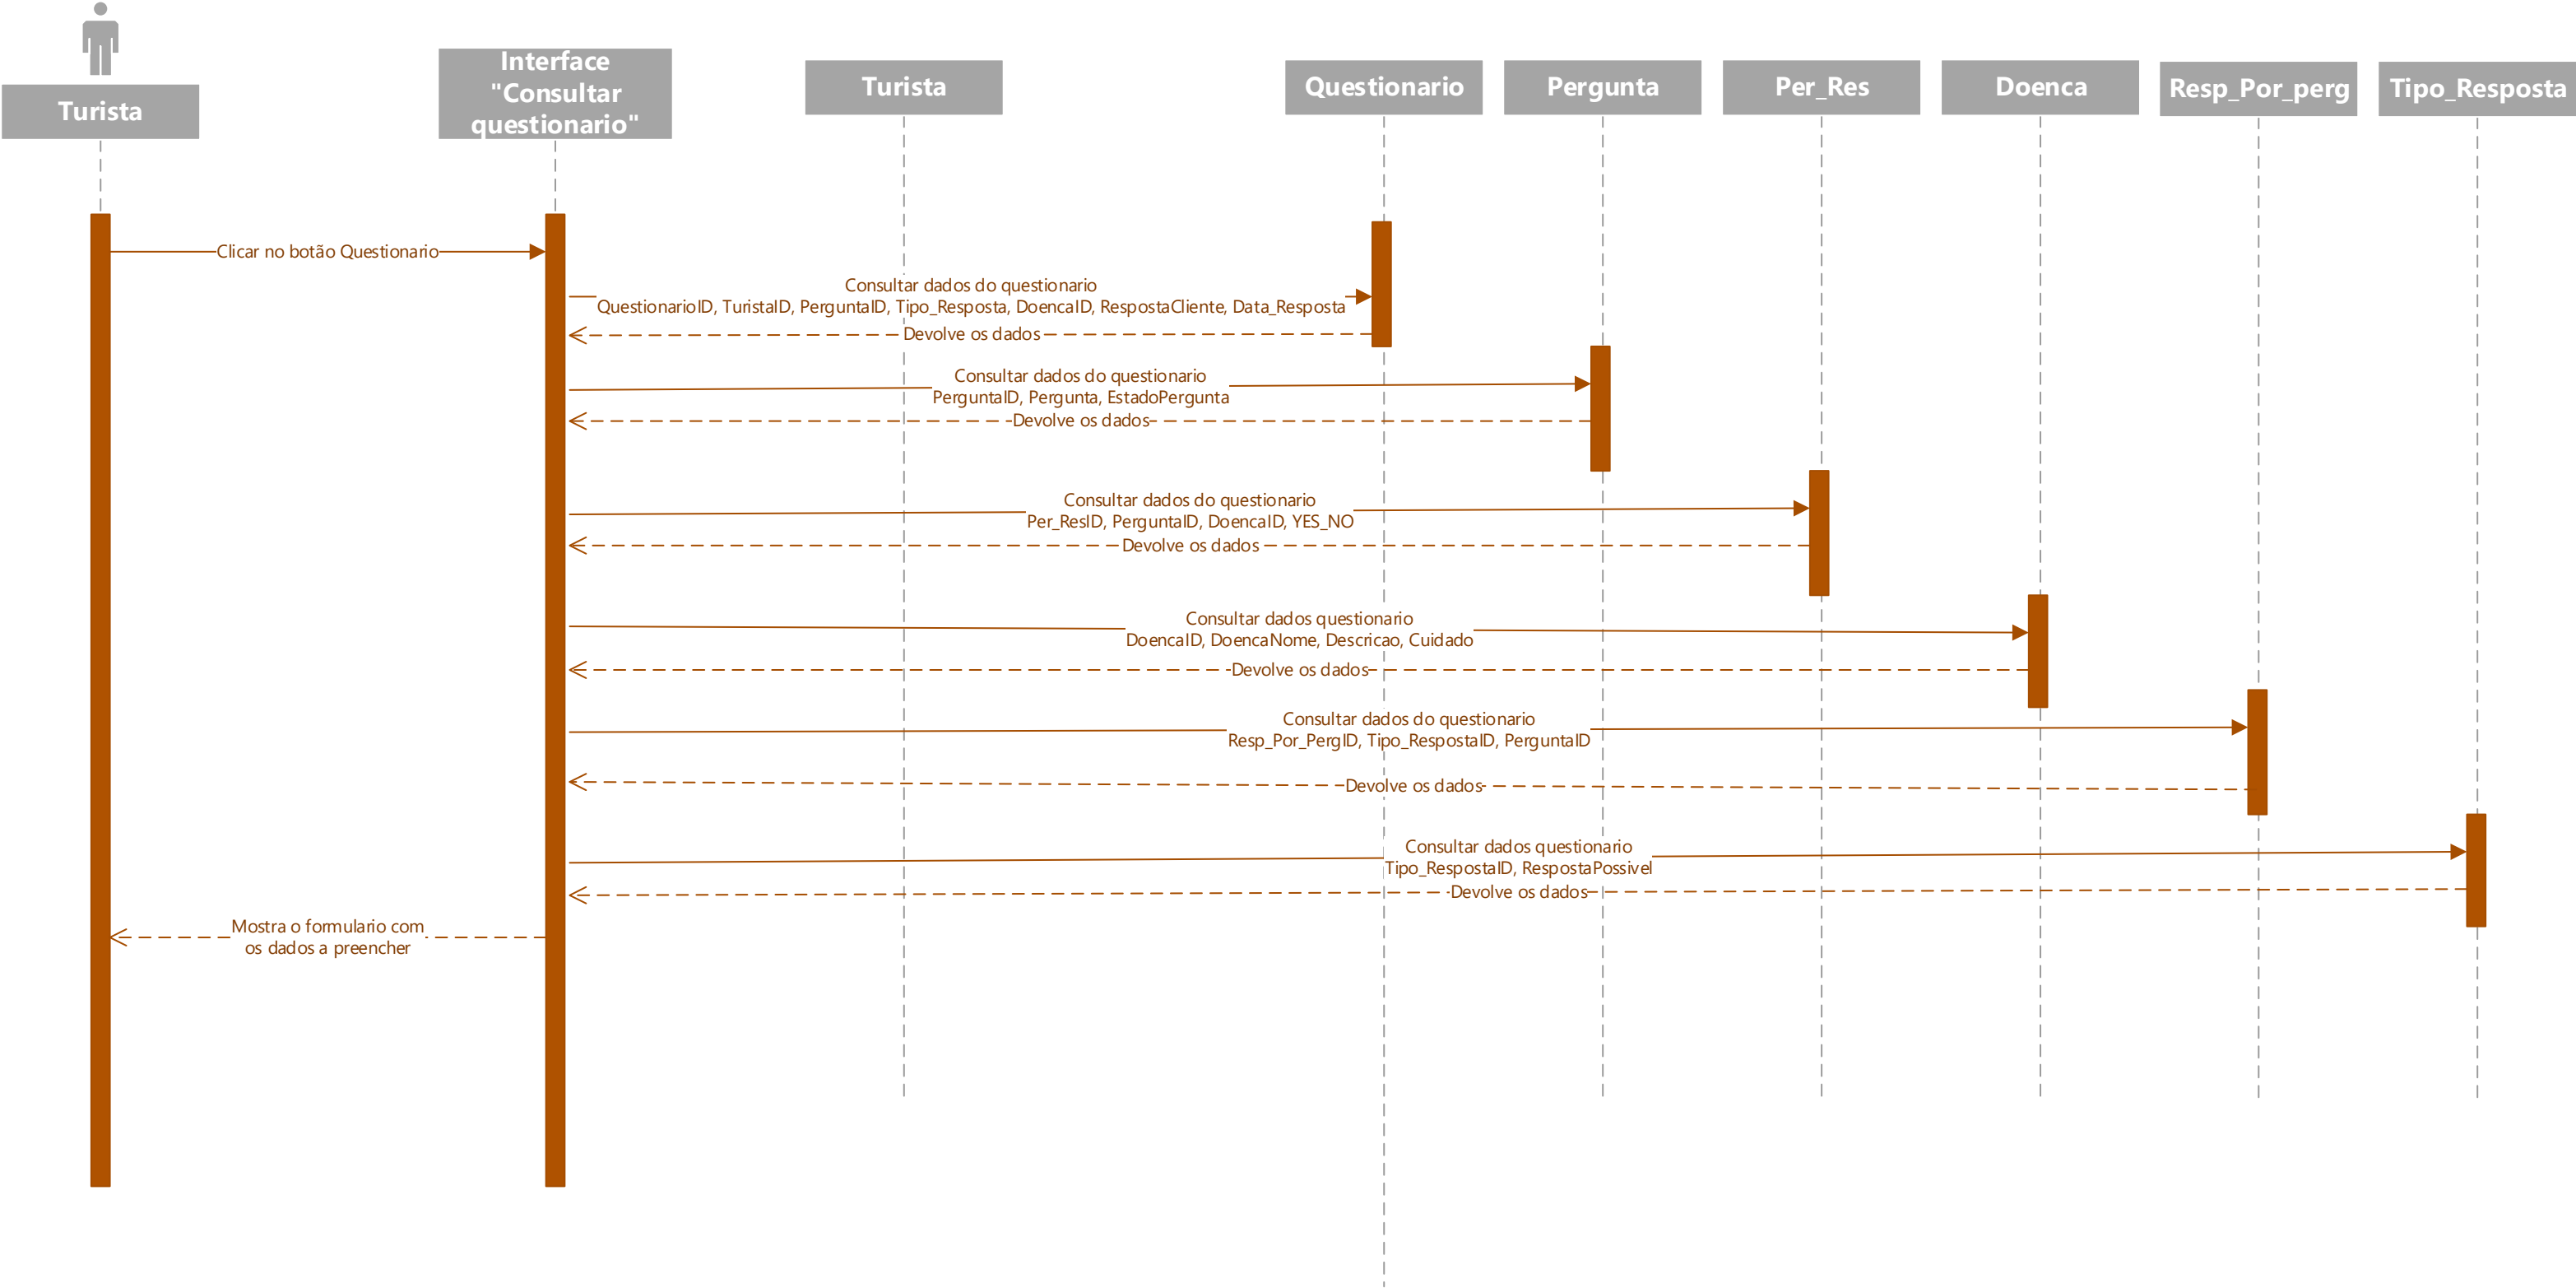 Turista
Interface
"Consultar
questionario"
Turista
Questionario
Pergunta
Per_Res
Doenca
Resp_Por_perg
Tipo_Resposta
Clicar no botão Questionario
Consultar dados do questionario
QuestionarioID, TuristaID, PerguntaID, Tipo_Resposta, DoencaID, RespostaCliente, Data_Resposta
Devolve os dados
Consultar dados do questionario
PerguntaID, Pergunta, EstadoPergunta
Devolve os dados
Consultar dados do questionario
Per_ResID, PerguntaID, DoencaID, YES_NO
Devolve os dados
Consultar dados questionario
DoencaID, DoencaNome, Descricao, Cuidado
Devolve os dados
Consultar dados do questionario
Resp_Por_PergID, Tipo_RespostaID, PerguntaID
Devolve os dados
Consultar dados questionario
Tipo_RespostaID, RespostaPossivel
Devolve os dados
Mostra o formulario com
os dados a preencher